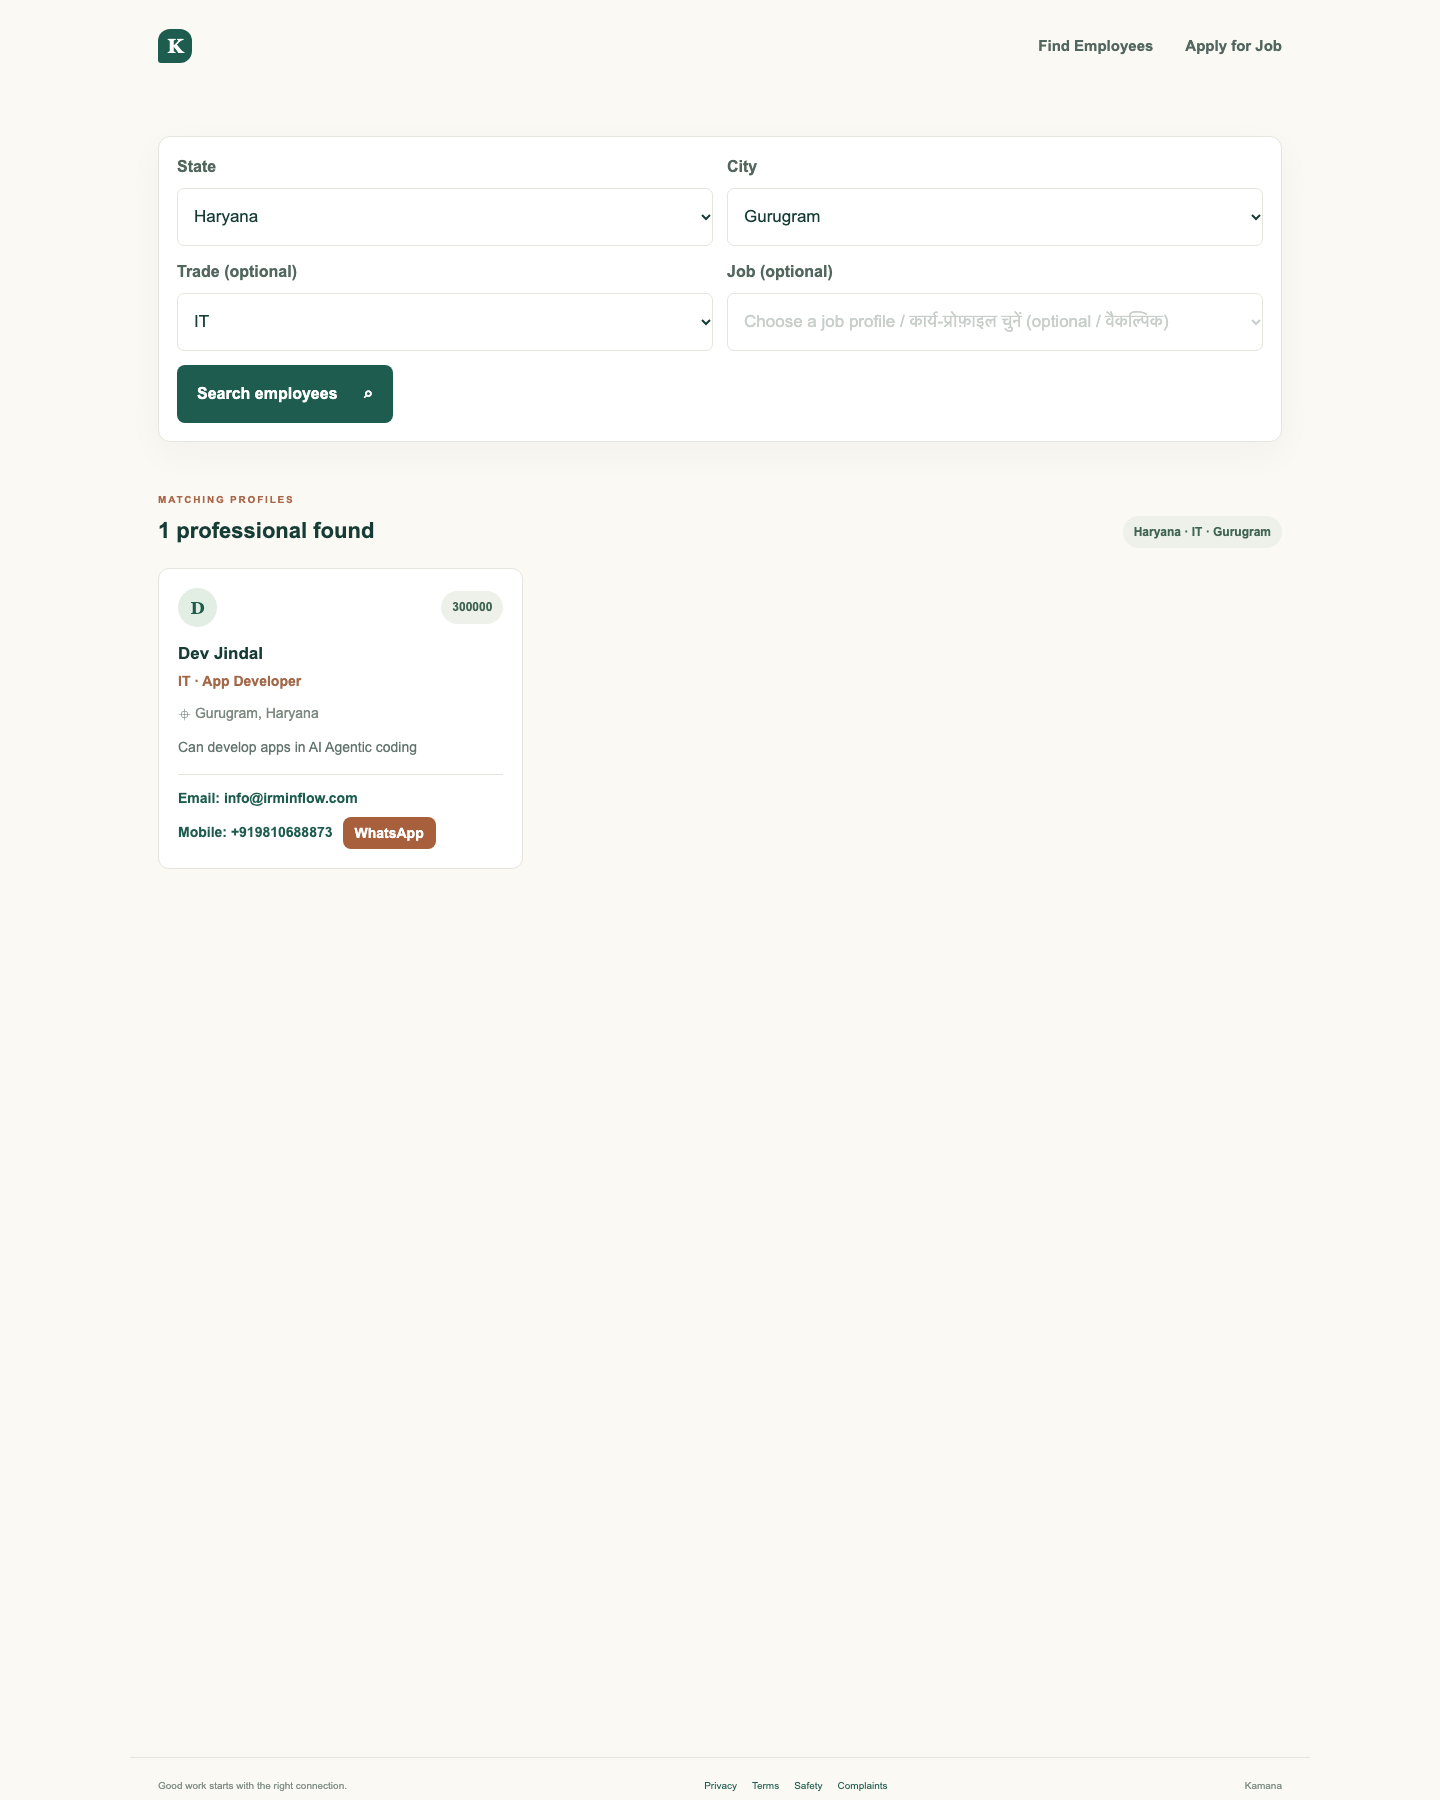 K
Find Employees
Apply for Job
State
City
Haryana
Gurugram
Trade (optional)
Job (optional)
IT
Choose a job profile / कार्य-प्रोफ़ाइल चुनें (optional / वैकल्पिक)
Search employees
MATCHING PROFILES
1 professional found
Haryana · IT · Gurugram
D
300000
Dev Jindal
IT · App Developer
Gurugram, Haryana
Can develop apps in AI Agentic coding
Email: info@irminflow.com
Mobile: +919810688873
WhatsApp
Good work starts with the right connection.
Privacy
Terms
Safety
Complaints
Kamana